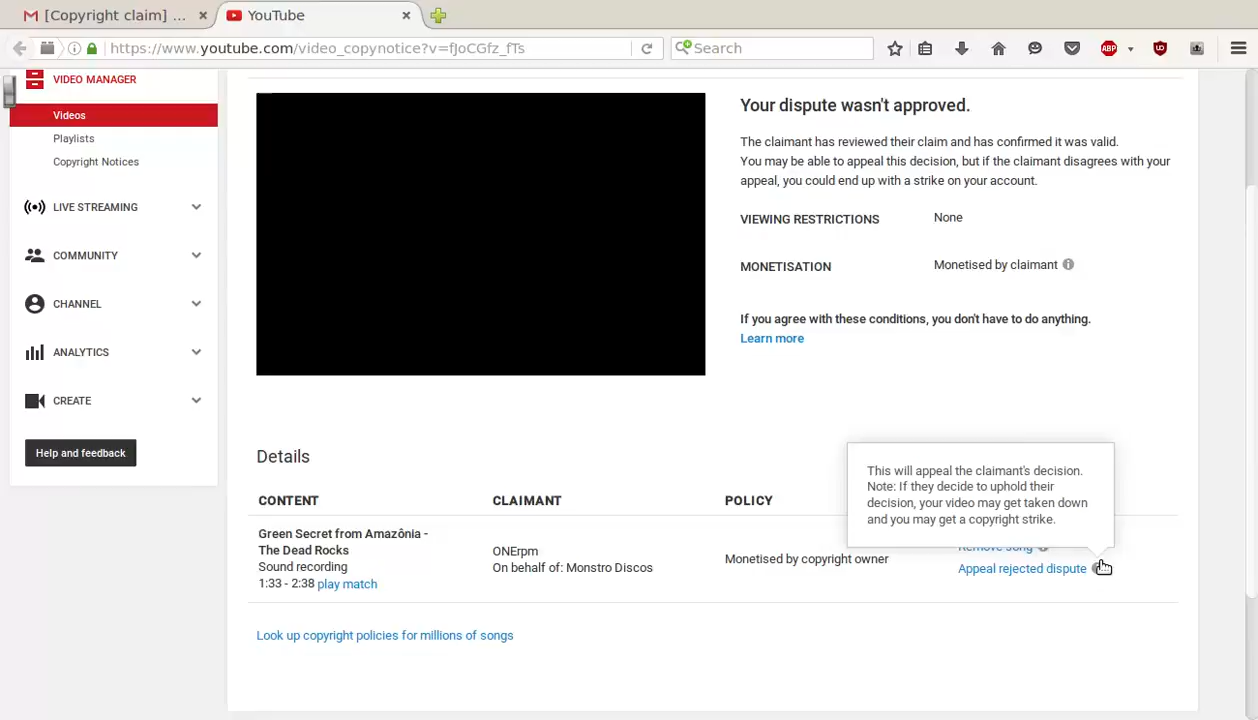 [Copyright claim] ...
YouTube
https://www.youtube.com/video_copynotice?v=fJoCGfz_fTs
Search
ABP
VIDEO MANAGER
Videos
Playlists
Copyright Notices
LIVE STREAMING
COMMUNITY
CHANNEL
ANALYTICS
CREATE
Help and feedback
Your dispute wasn't approved.
The claimant has reviewed their claim and has confirmed it was valid.
You may be able to appeal this decision, but if the claimant disagrees with your
appeal, you could end up with a strike on your account.
VIEWING RESTRICTIONS None
MONETISATION Monetised by claimant
If you agree with these conditions, you don't have to do anything.
Learn more
Details
This will appeal the claimant's decision.
Note: If they decide to uphold their
decision, your video may get taken down
and you may get a copyright strike.
CONTENT CLAIMANT POLICY
Green Secret from Amazônia -
The Dead Rocks
Sound recording
1:33 - 2:38 play match
ONErpm
On behalf of: Monstro Discos
Monetised by copyright owner
Remove song
Appeal rejected dispute
Look up copyright policies for millions of songs